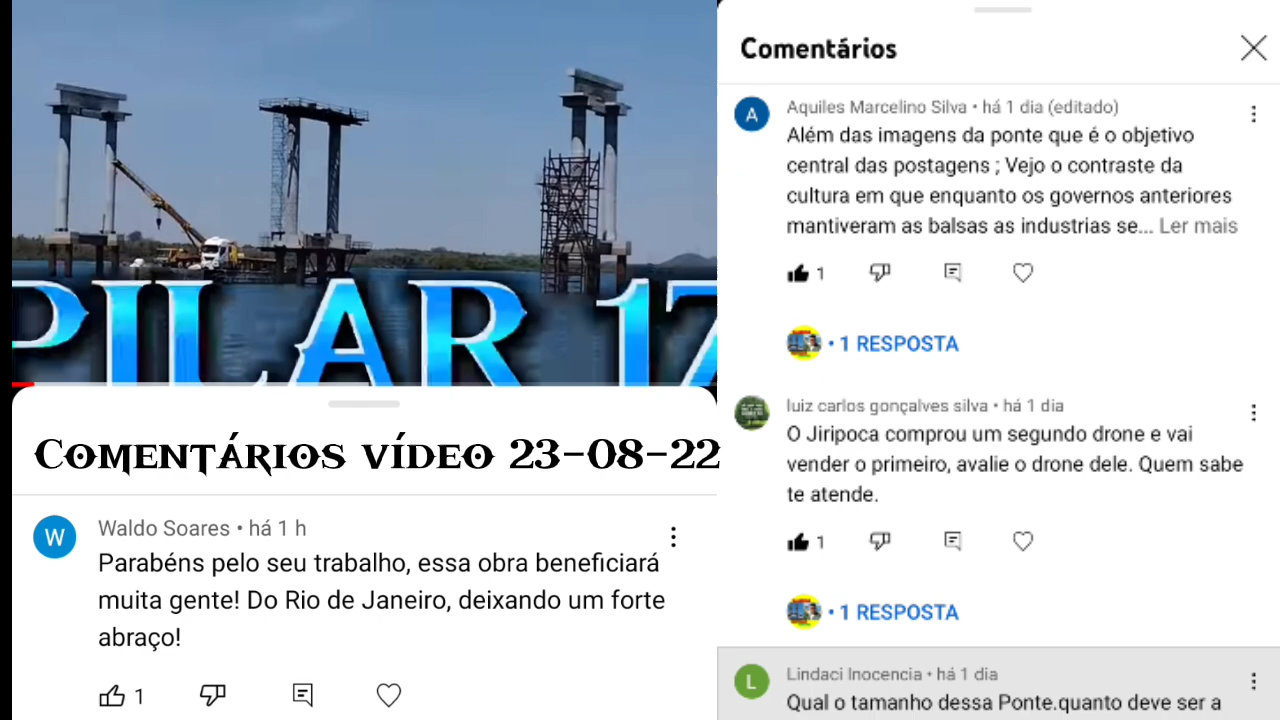 PILAR 17
COMENTÁRIOS VÍDEO 23-08-22
W
Waldo Soares • há 1 h
Parabéns pelo seu trabalho, essa obra beneficiará
muita gente! Do Rio de Janeiro, deixando um forte
abraço!
1
Comentários
A
Aquiles Marcelino Silva • há 1 dia (editado)
Além das imagens da ponte que é o objetivo
central das postagens ; Vejo o contraste da
cultura em que enquanto os governos anteriores
mantiveram as balsas as industrias se... Ler mais
1
• 1 RESPOSTA
luiz carlos gonçalves silva • há 1 dia
O Jiripoca comprou um segundo drone e vai
vender o primeiro, avalie o drone dele. Quem sabe
te atende.
1
• 1 RESPOSTA
L
Lindaci Inocencia • há 1 dia
Qual o tamanho dessa Ponte.quanto deve ser a